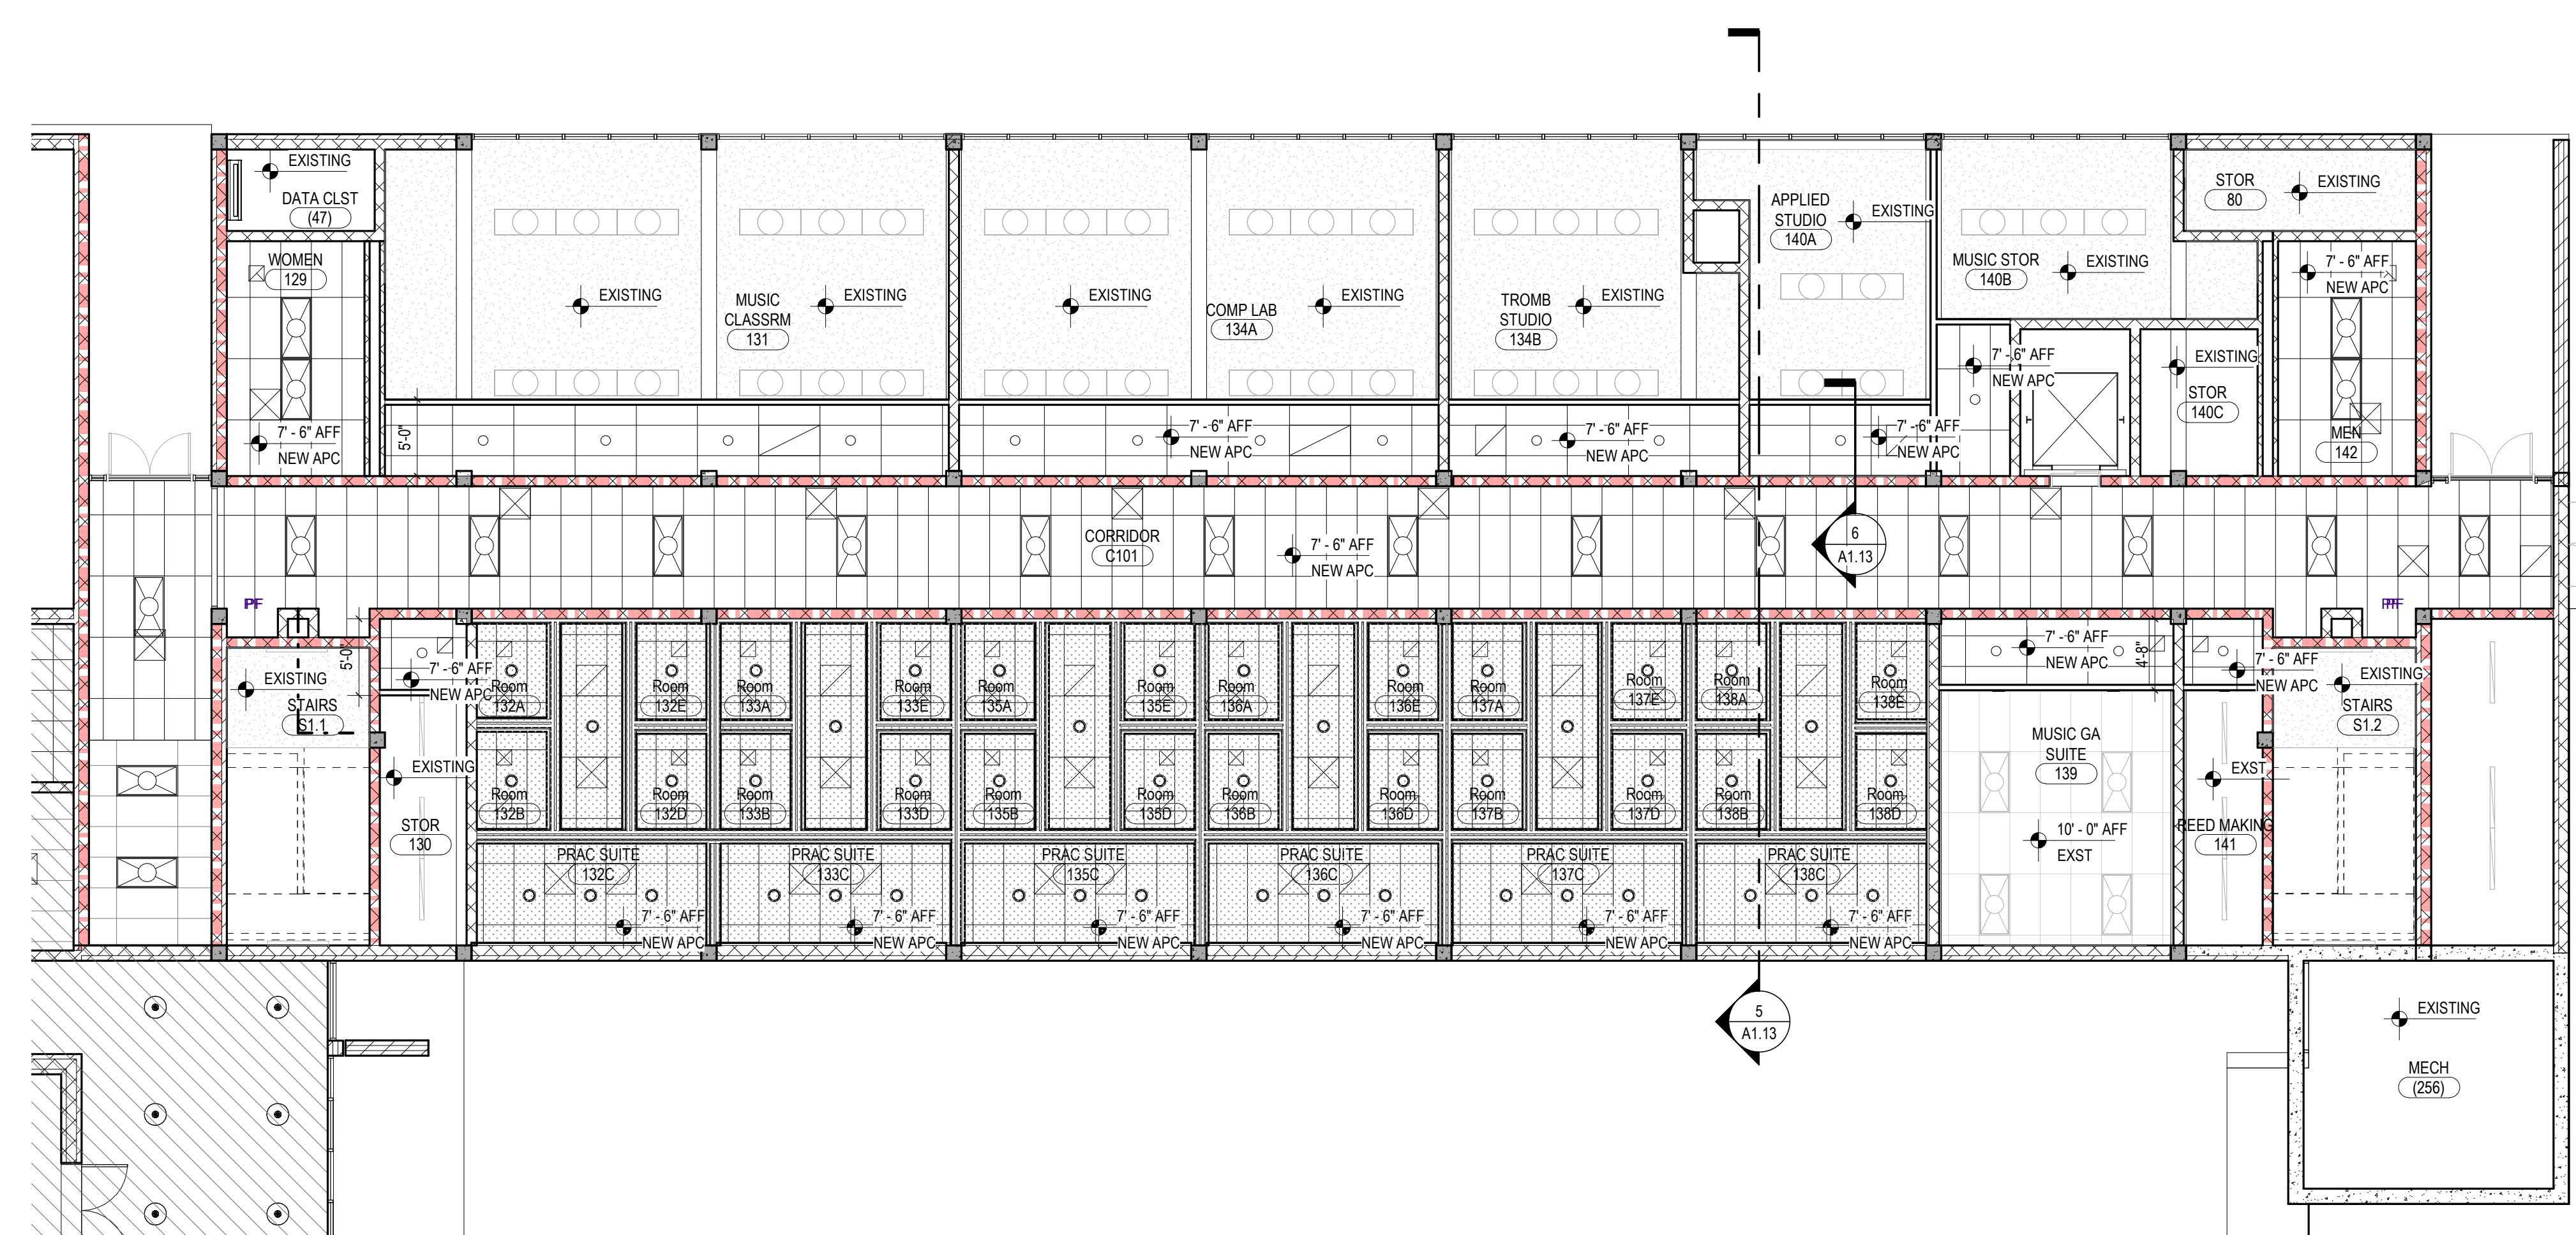 EXISTING
DATA CLST
(47)
WOMEN
129
7' - 6" AFF
NEW APC
EXISTING
MUSIC
CLASSRM
131
EXISTING
5'-0"
EXISTING
COMP LAB
134A
EXISTING
7' - 6" AFF
NEW APC
TROMB
STUDIO
134B
EXISTING
7' - 6" AFF
NEW APC
APPLIED
STUDIO
140A
EXISTING
7' - 6" AFF
NEW APC
MUSIC STOR
140B
EXISTING
7' - 6" AFF
NEW APC
STOR
80
EXISTING
EXISTING
STOR
140C
7' - 6" AFF
NEW APC
MEN
142
CORRIDOR
C101
7' - 6" AFF
NEW APC
6
A1.13
EXISTING
STAIRS
S1.1
5'-0"
7' - 6" AFF
NEW APC
EXISTING
STOR
130
Room
132A
Room
132E
Room
133A
Room
133E
Room
135A
Room
135E
Room
136A
Room
136E
Room
137A
Room
137E
Room
138A
Room
138E
Room
132B
Room
132D
Room
133B
Room
133D
Room
135B
Room
135D
Room
136B
Room
136D
Room
137B
Room
137D
Room
138B
Room
138D
PRAC SUITE
132C
7' - 6" AFF
NEW APC
PRAC SUITE
133C
7' - 6" AFF
NEW APC
PRAC SUITE
135C
7' - 6" AFF
NEW APC
PRAC SUITE
136C
7' - 6" AFF
NEW APC
PRAC SUITE
137C
7' - 6" AFF
NEW APC
PRAC SUITE
138C
7' - 6" AFF
NEW APC
7' - 6" AFF
NEW APC
4'-8"
MUSIC GA
SUITE
139
10' - 0" AFF
EXST
7' - 6" AFF
NEW APC
EXST
REED MAKING
141
EXISTING
STAIRS
S1.2
5
A1.13
EXISTING
MECH
(256)